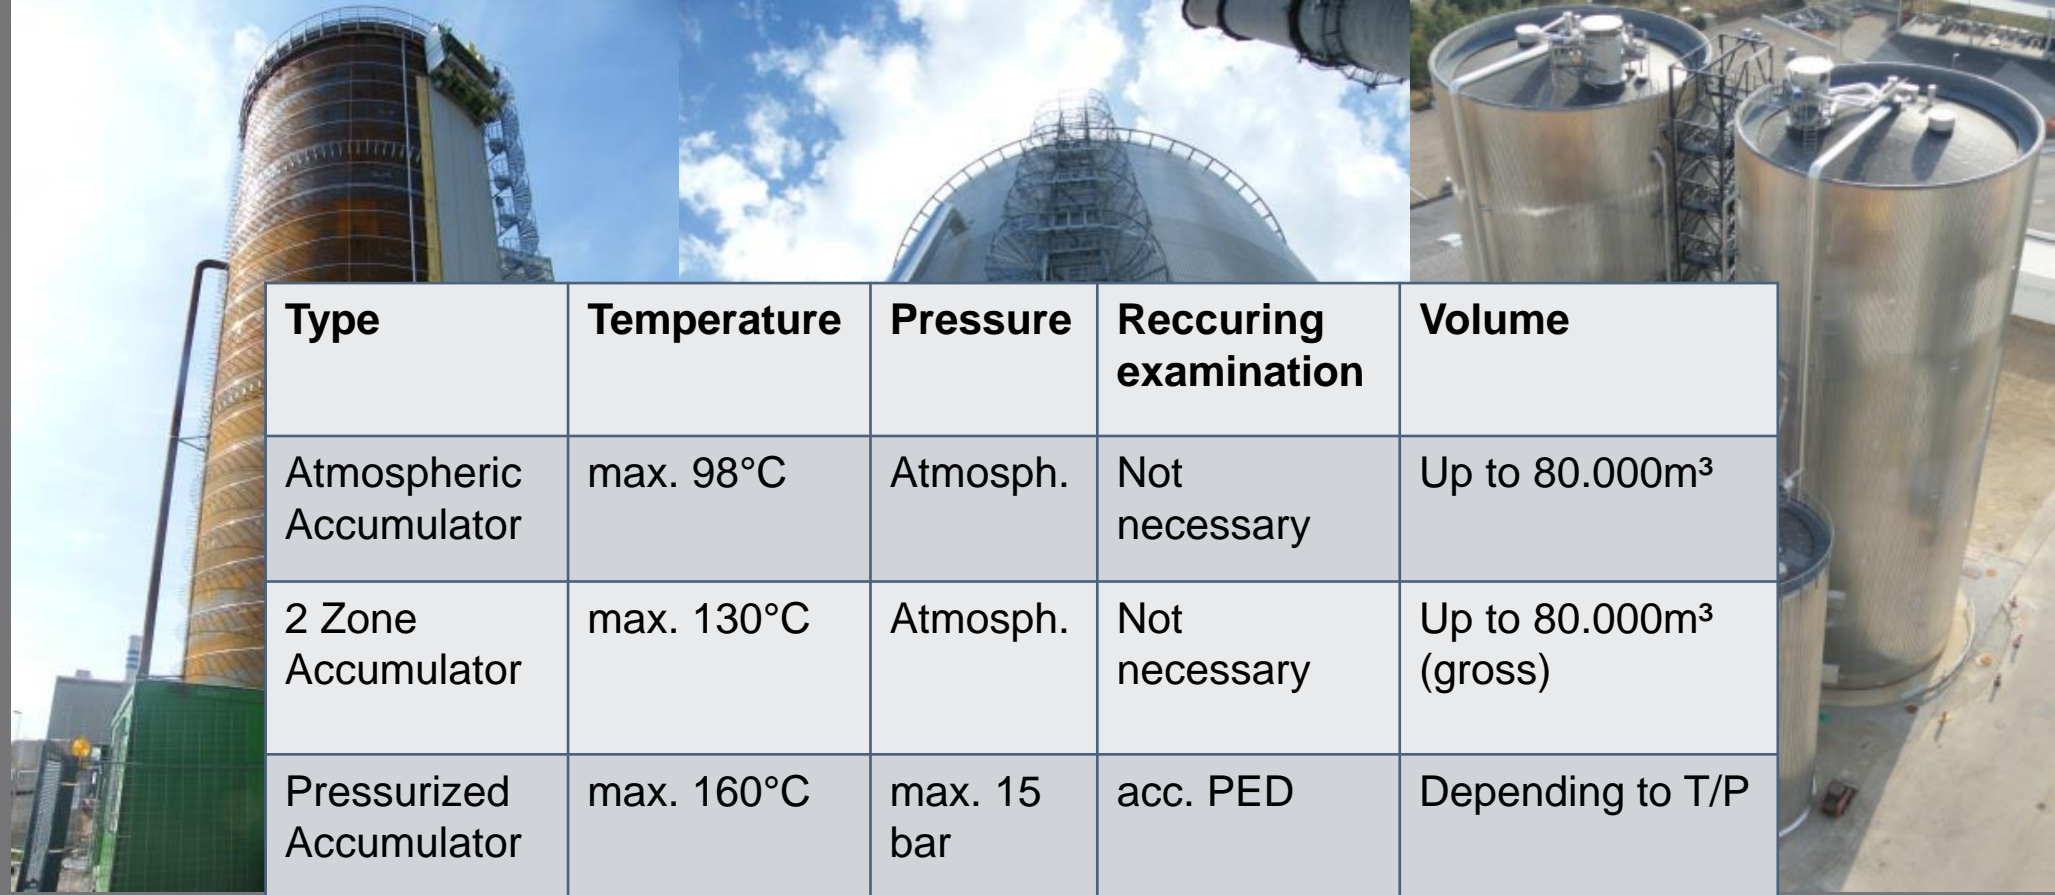 Type Temperature Pressure Reccuring examination Volume
Atmospheric Accumulator max. 98°C Atmosph. Not necessary Up to 80.000m³
2 Zone Accumulator max. 130°C Atmosph. Not necessary Up to 80.000m³ (gross)
Pressurized Accumulator max. 160°C max. 15 bar acc. PED Depending to T/P